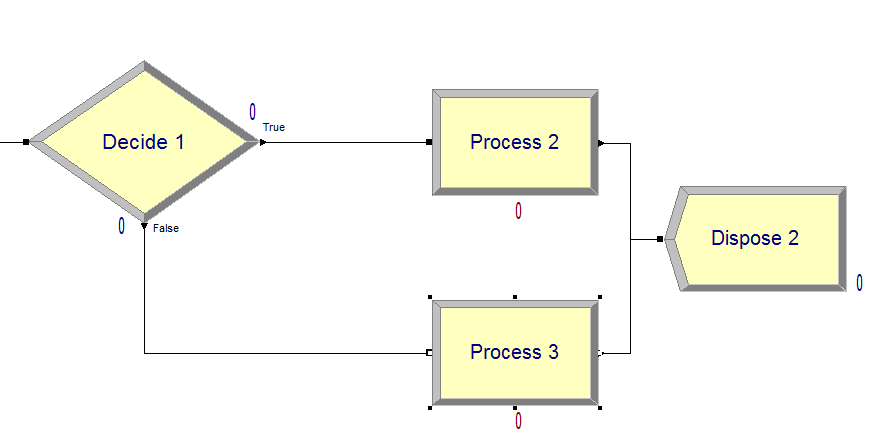 0
True
Decide 1
Process 2
0
False
0
Dispose 2
0
Process 3
0